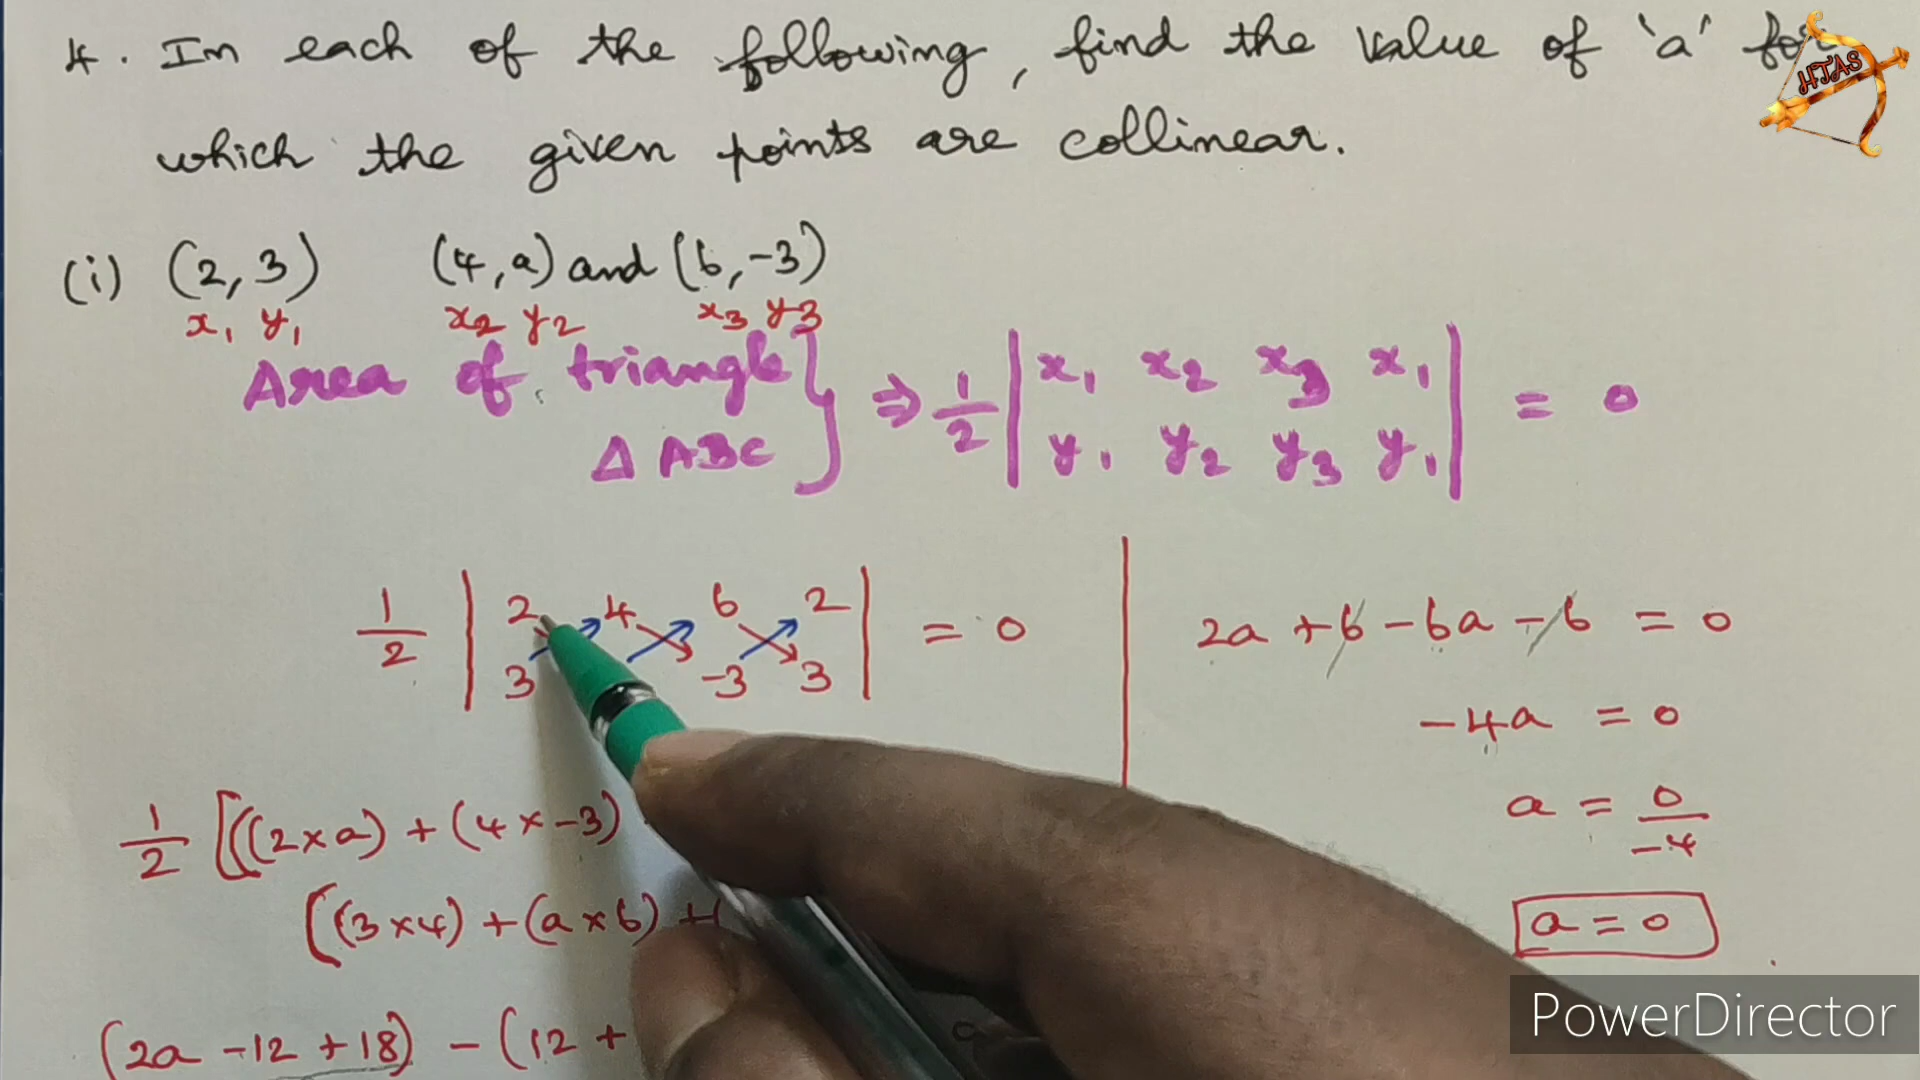 4. In each of the following, find the value of 'a' for
which the given points are collinear.
(i) (2, 3) (4, a) and (6, -3)
x₁ y₁ x₂ y₂ x₃ y₃
Area of triangle
Δ ABC } ⇒ 1/2 | x₁ x₂ x₃ x₁ | = 0
y₁ y₂ y₃ y₁
1/2 | 2 4 6 2 | = 0
3 -3 3
1/2 [((2×a) + (4×-3)
((3×4) + (a×6) +(
(2a -12 +18) - (12 +
2a +6 -6a -6 = 0
-4a = 0
a = 0/-4
a = 0
HTAS
PowerDirector